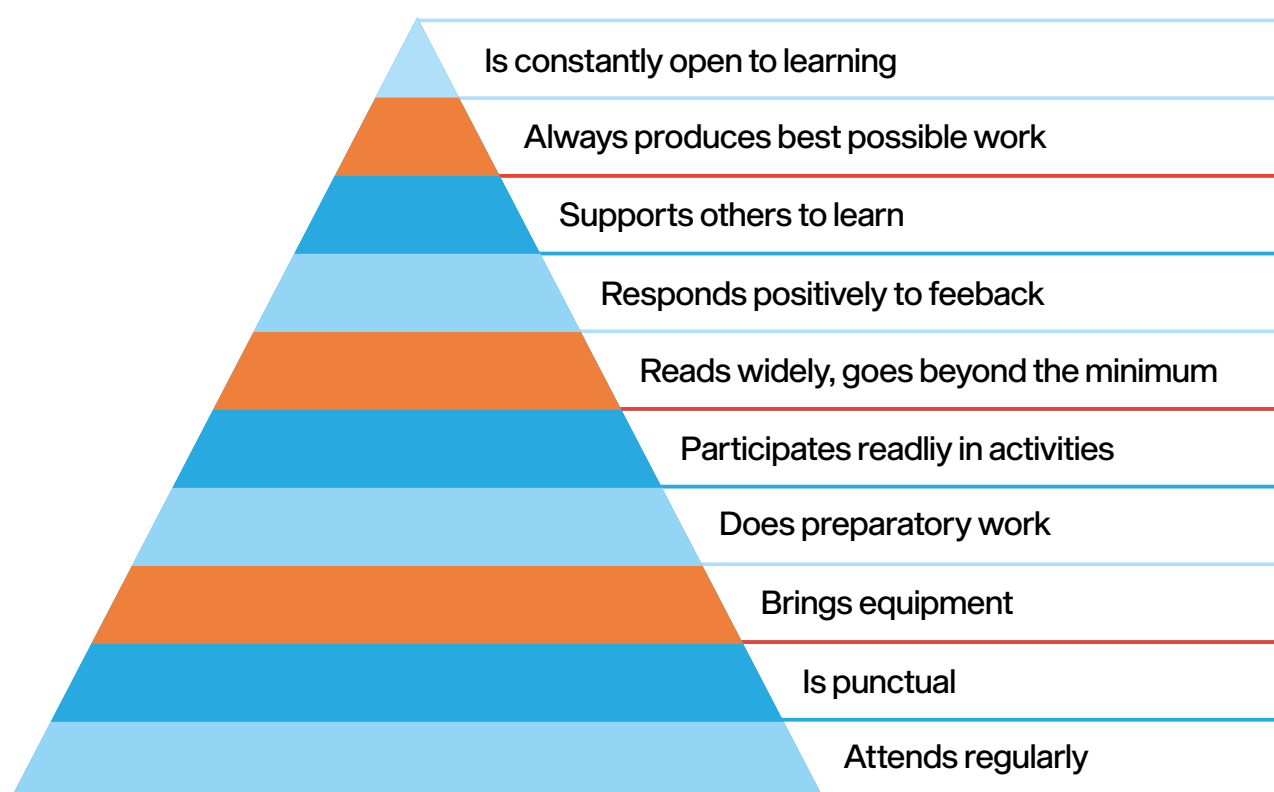 Is constantly open to learning
Always produces best possible work
Supports others to learn
Responds positively to feeback
Reads widely, goes beyond the minimum
Participates readliy in activities
Does preparatory work
Brings equipment
Is punctual
Attends regularly